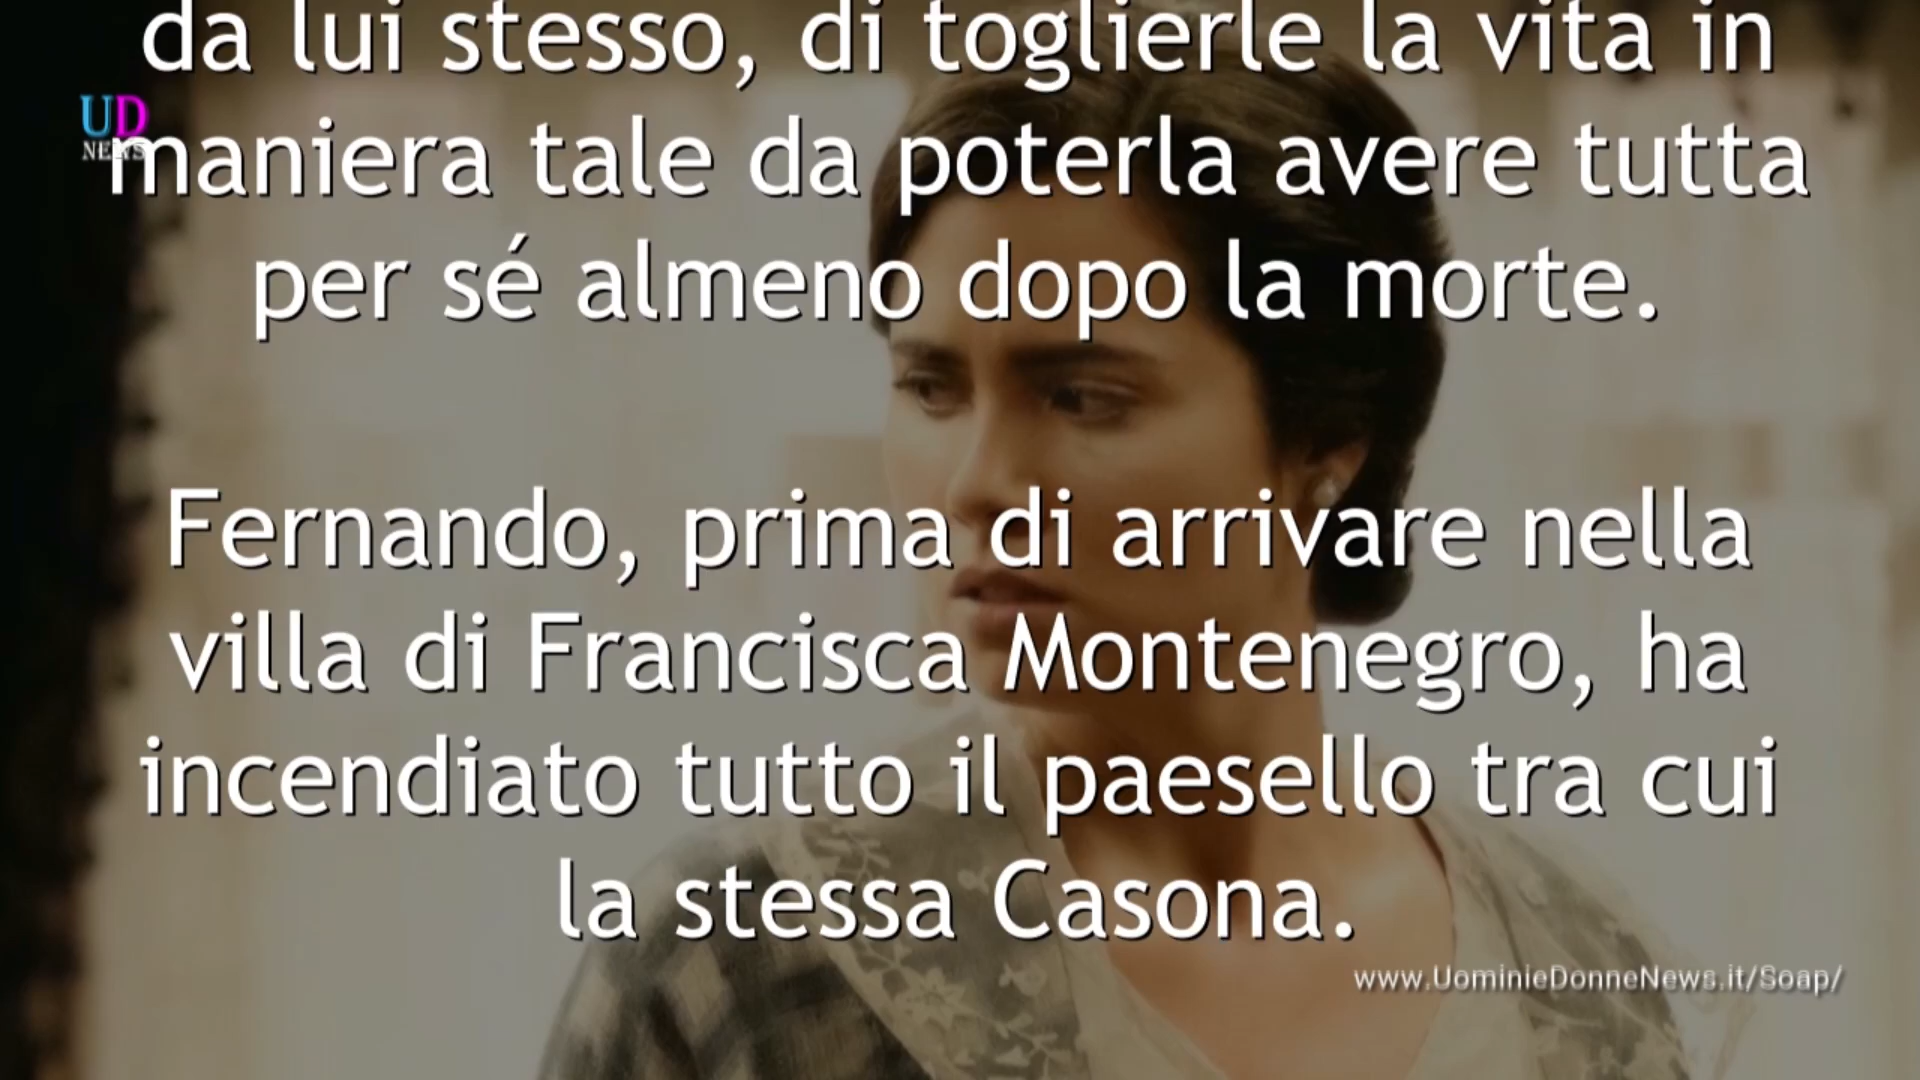 da lui stesso, di toglierle la vita in
UD
NEWS
maniera tale da poterla avere tutta
per sé almeno dopo la morte.
Fernando, prima di arrivare nella
villa di Francisca Montenegro, ha
incendiato tutto il paesello tra cui
la stessa Casona.
www.UominieDonneNews.it/Soap/